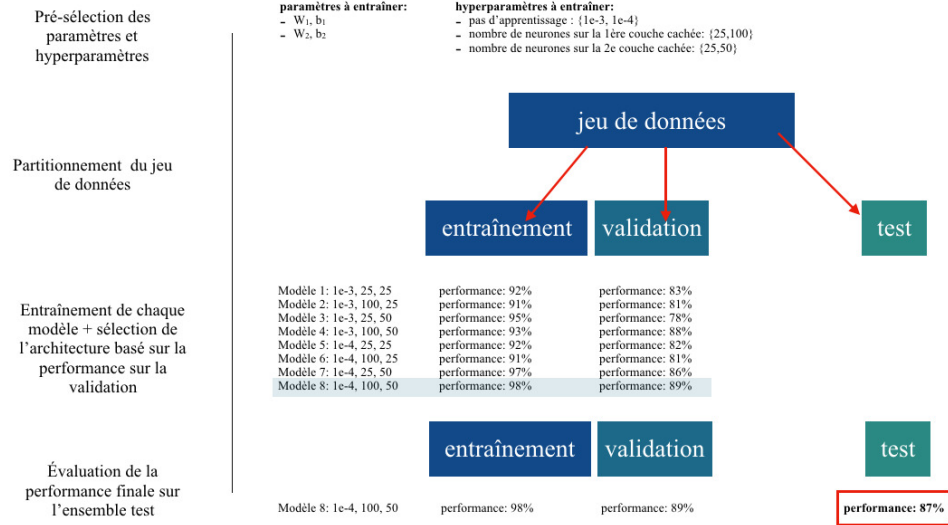 Pré-sélection des
paramètres et
hyperparamètres
paramètres à entraîner:
- W₁, b₁
- W₂, b₂
hyperparamètres à entraîner:
- pas d'apprentissage : {1e-3, 1e-4}
- nombre de neurones sur la 1ère couche cachée: {25,100}
- nombre de neurones sur la 2e couche cachée: {25,50}
Partitionnement du jeu
de données
jeu de données
entraînement validation test
Entraînement de chaque
modèle + sélection de
l'architecture basé sur la
performance sur la
validation
Modèle 1: 1e-3, 25, 25 performance: 92% performance: 83%
Modèle 2: 1e-3, 100, 25 performance: 91% performance: 81%
Modèle 3: 1e-3, 25, 50 performance: 95% performance: 78%
Modèle 4: 1e-3, 100, 50 performance: 93% performance: 88%
Modèle 5: 1e-4, 25, 25 performance: 92% performance: 82%
Modèle 6: 1e-4, 100, 25 performance: 91% performance: 81%
Modèle 7: 1e-4, 25, 50 performance: 97% performance: 86%
Modèle 8: 1e-4, 100, 50 performance: 98% performance: 89%
entraînement validation test
Évaluation de la
performance finale sur
l'ensemble test
Modèle 8: 1e-4, 100, 50 performance: 98% performance: 89% performance: 87%